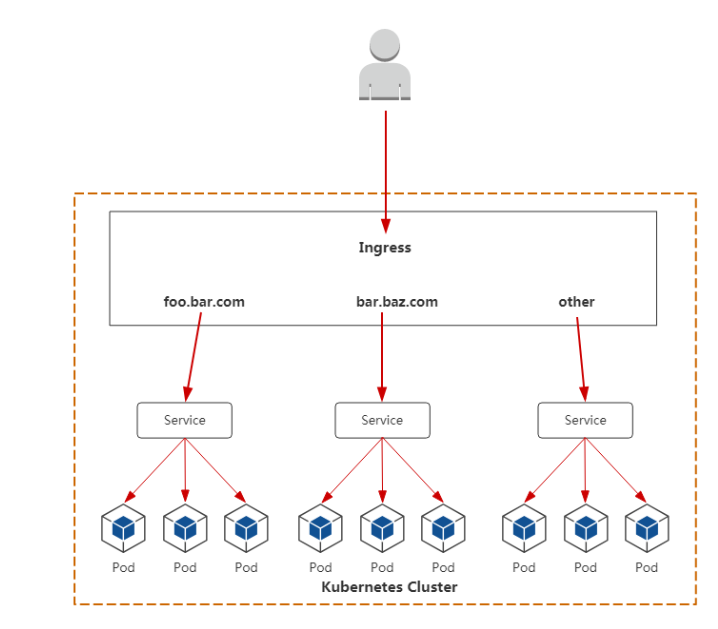 Ingress
foo.bar.com bar.baz.com other
Service Service Service
Pod Pod Pod Pod Pod Pod Pod Pod Pod
Kubernetes Cluster